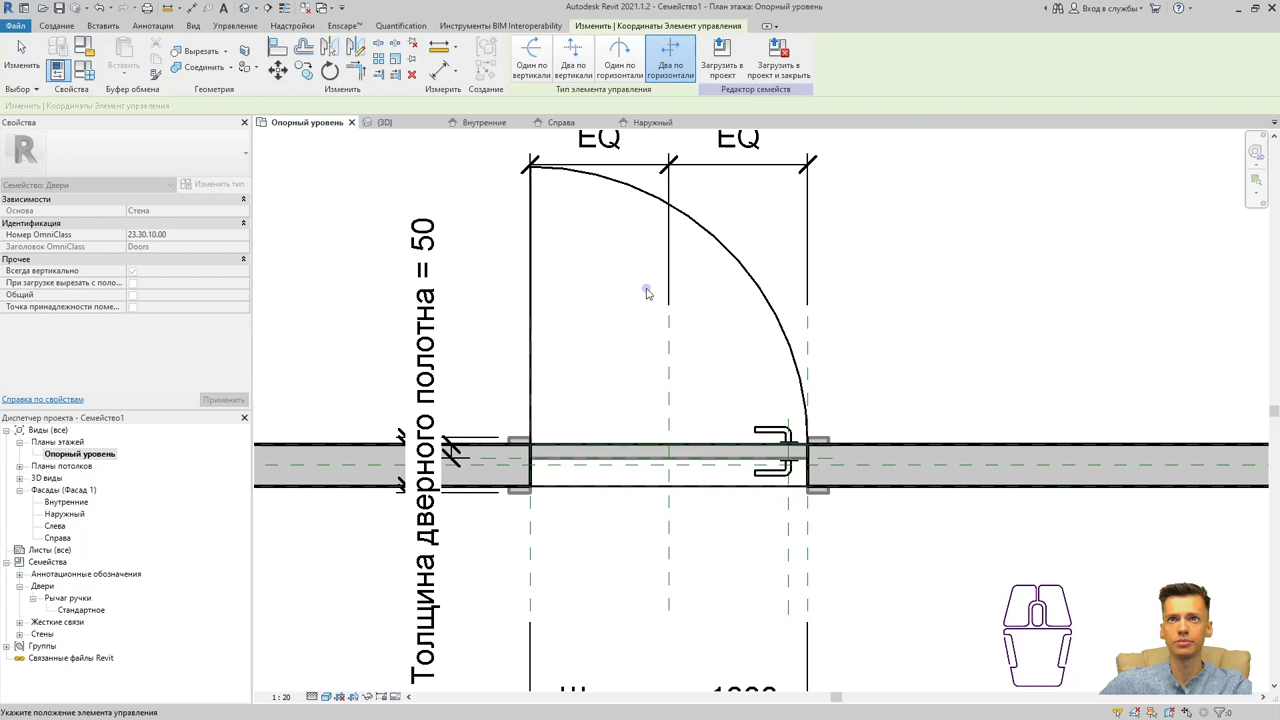 Autodesk Revit 2021.1.2 - Семейство1 - План этажа: Опорный уровень
Вход в службы
Файл Создание Вставить Аннотации Вид Управление Надстройки Enscape™ Quantification Инструменты BIM Interoperability Изменить | Координаты Элемент управления
Изменить
Вставить
Вырезать
Соединить
Один по вертикали
Два по вертикали
Один по горизонтали
Два по горизонтали
Загрузить в проект
Загрузить в проект и закрыть
Выбор Свойства Буфер обмена Геометрия Изменить Измерить Создание Тип элемента управления Редактор семейств
Изменить | Координаты Элемент управления
Свойства
Опорный уровень {3D} Внутренние Справа Наружный
Семейство: Двери Изменить тип
Зависимости
Основа Стена
Идентификация
Номер OmniClass 23.30.10.00
Заголовок OmniClass Doors
Прочее
Всегда вертикально
При загрузке вырезать с поло...
Общий
Точка принадлежности поме...
Справка по свойствам Применить
Диспетчер проекта - Семейство1
Виды (все)
Планы этажей
Опорный уровень
Планы потолков
3D виды
Фасады (Фасад 1)
Внутренние
Наружный
Слева
Справа
Листы (все)
Семейства
Аннотационные обозначения
Двери
Рычаг ручки
Стандартное
Жесткие связи
Стены
Группы
Связанные файлы Revit
EQ EQ
Толщина дверного полотна = 50
1 : 20
Укажите положение элемента управления
:0